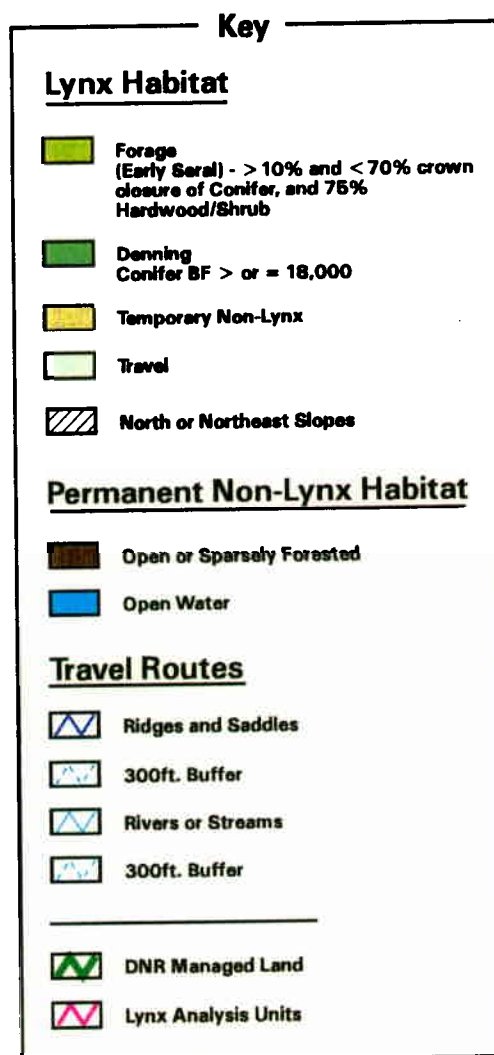 Key
Lynx Habitat
Forage
(Early Seral) - > 10% and < 70% crown
closure of Conifer, and 75%
Hardwood/Shrub
Denning
Conifer BF > or = 18,000
Temporary Non-Lynx
Travel
North or Northeast Slopes
Permanent Non-Lynx Habitat
Open or Sparsely Forested
Open Water
Travel Routes
Ridges and Saddles
300ft. Buffer
Rivers or Streams
300ft. Buffer
DNR Managed Land
Lynx Analysis Units